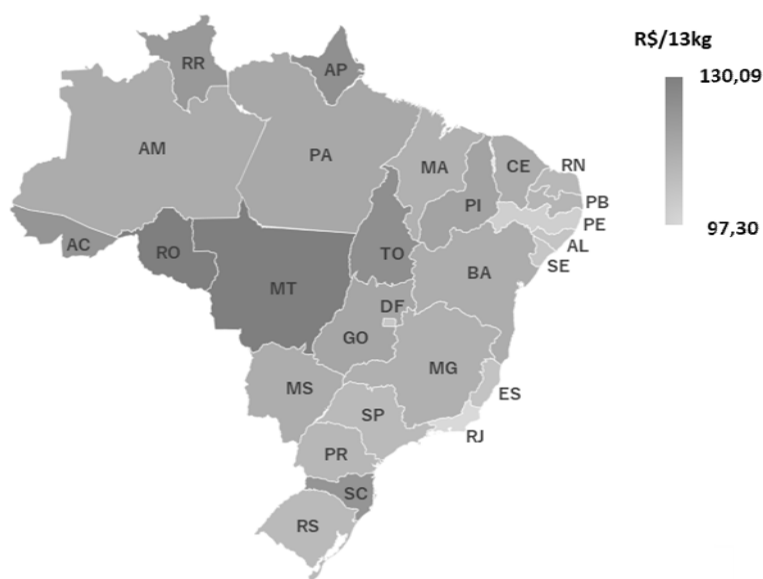 R$/13kg
130,09
97,30
RR
AP
AM
PA
MA
CE
RN
PI
PB
PE
AL
SE
AC
RO
TO
BA
MT
DF
GO
MG
MS
ES
SP
RJ
PR
SC
RS